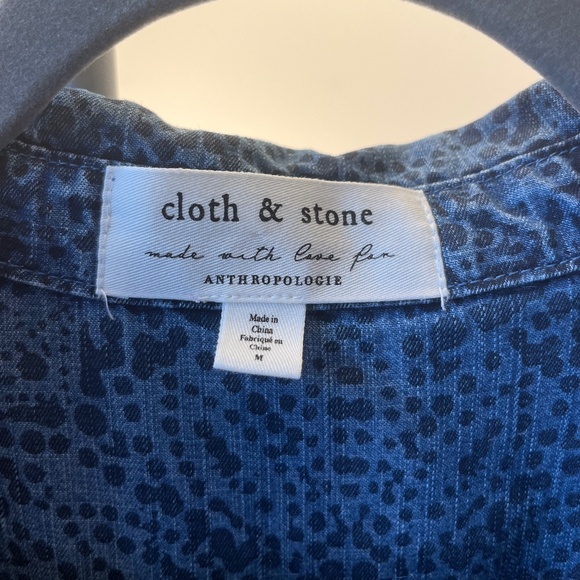 cloth & stone
made with love for
ANTHROPOLOGIE
Made in
China
Fabriqué en
Chine
M